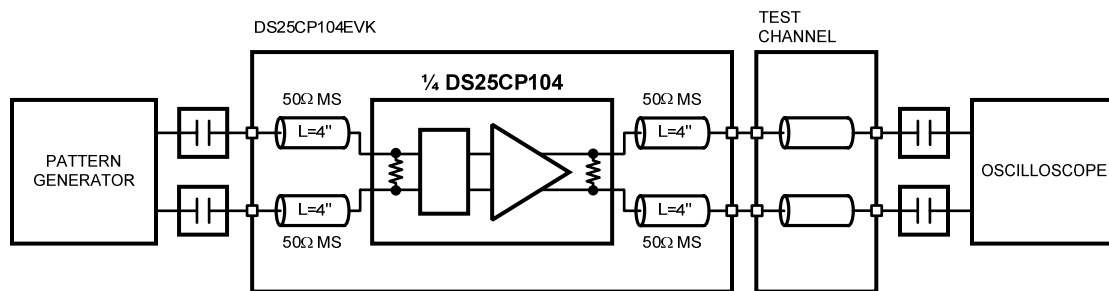 DS25CP104EVK
TEST
CHANNEL
¼ DS25CP104
50Ω MS
50Ω MS
L=4"
L=4"
PATTERN
GENERATOR
OSCILLOSCOPE
L=4"
L=4"
50Ω MS
50Ω MS